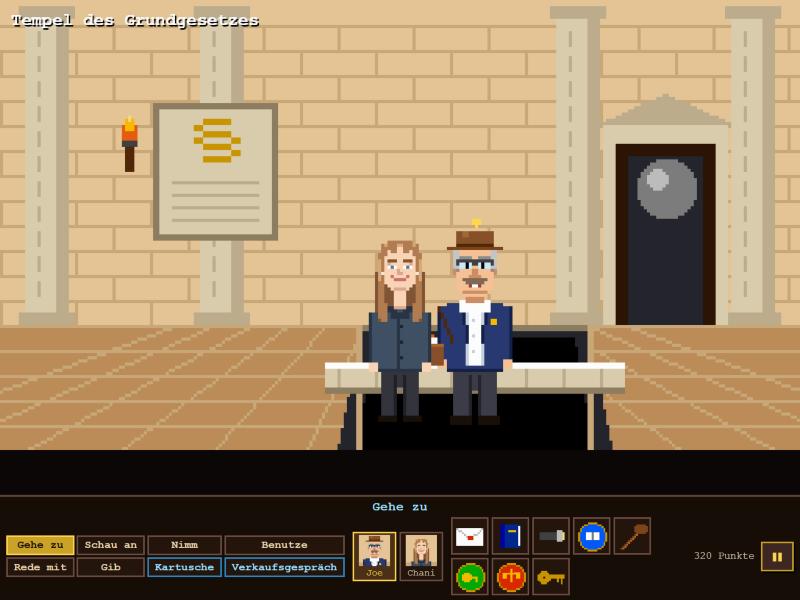 Tempel des Grundgesetzes
Gehe zu
Gehe zu Schau an Nimm Benutze
Rede mit Gib Kartusche Verkaufsgespräch
Joe Chani
320 Punkte